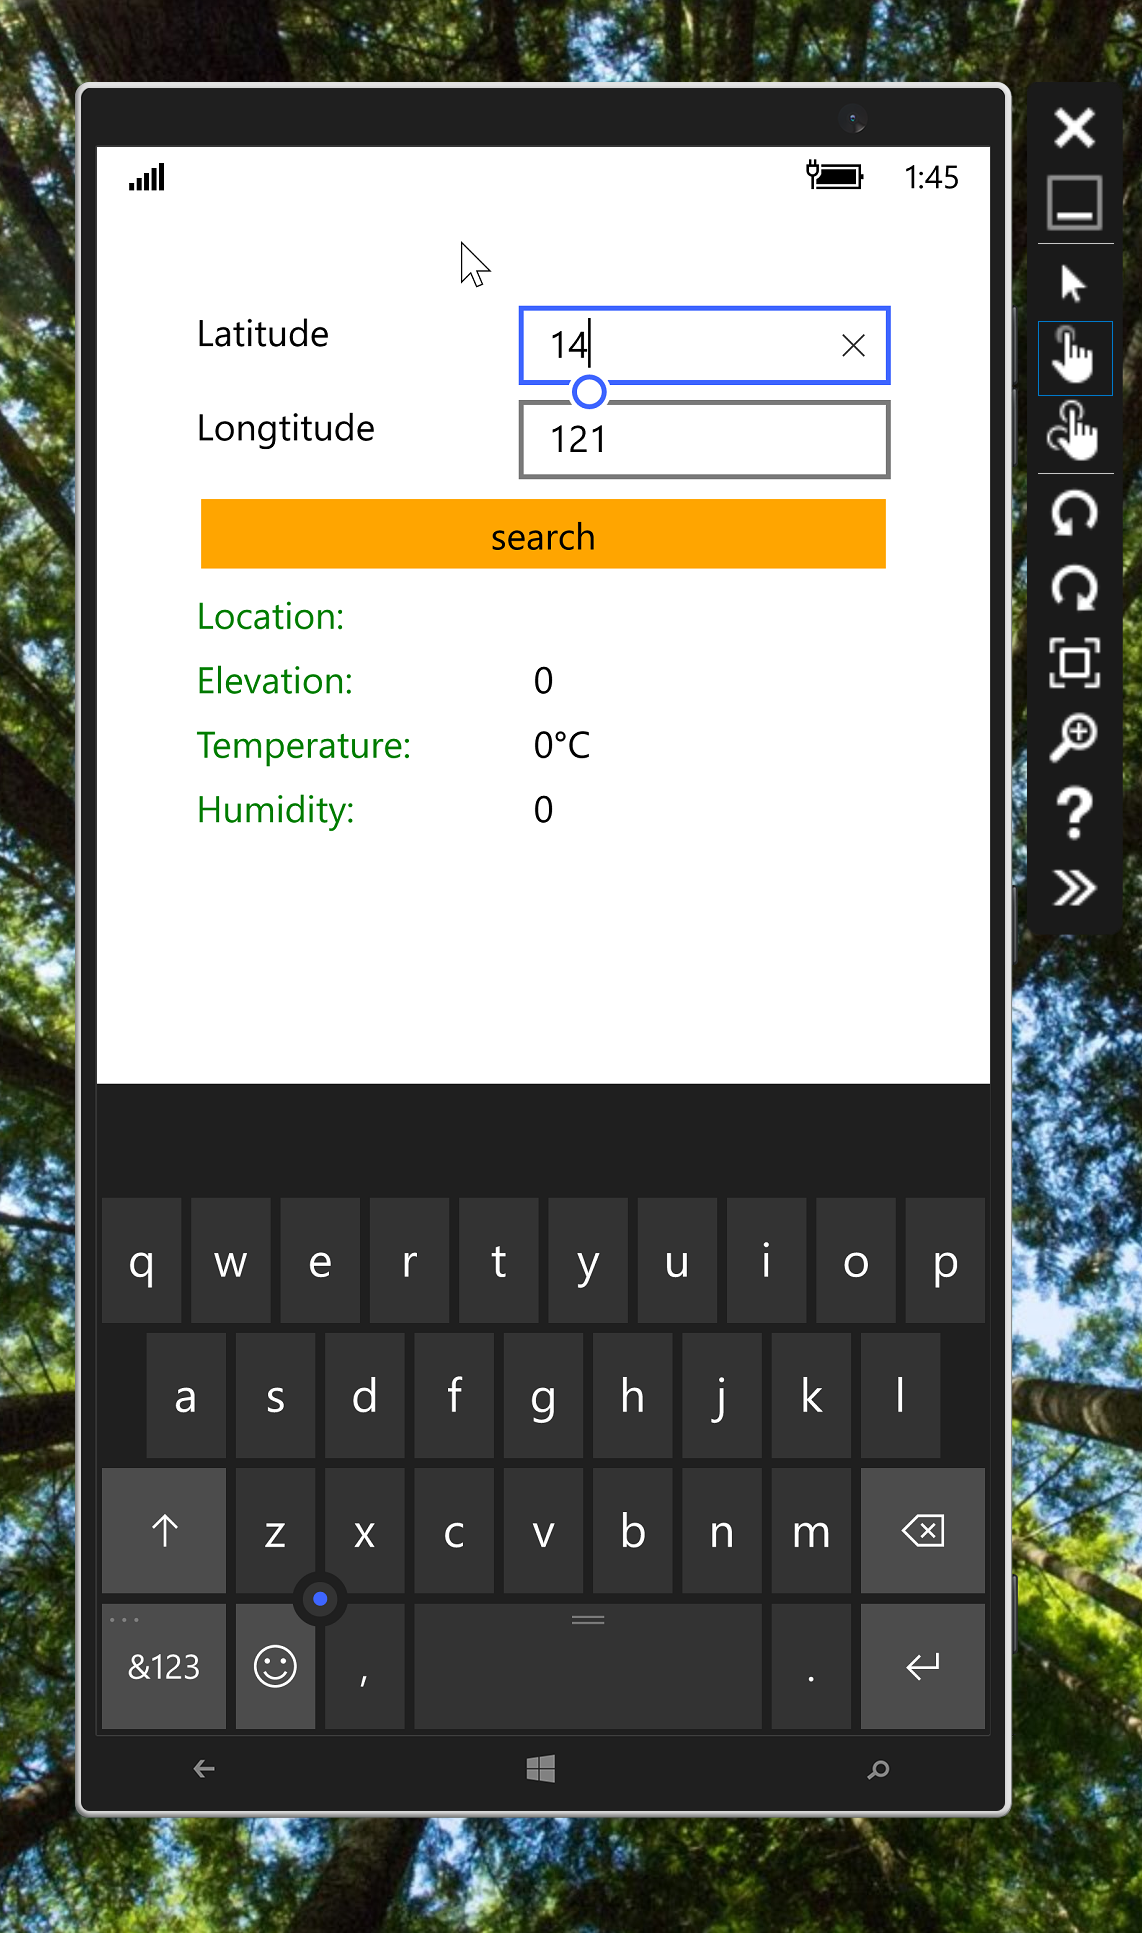 1:45
Latitude 14
Longtitude 121
search
Location:
Elevation: 0
Temperature: 0°C
Humidity: 0
q w e r t y u i o p
a s d f g h j k l
z x c v b n m
&123 , .